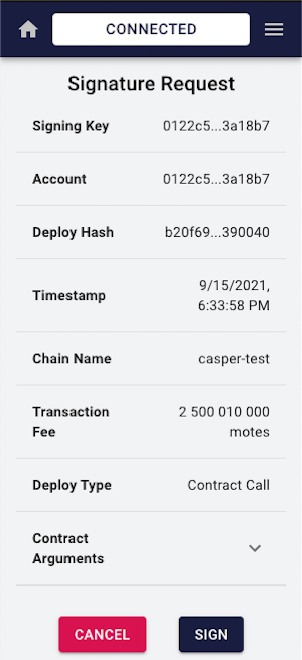 CONNECTED
Signature Request
Signing Key 0122c5...3a18b7
Account 0122c5...3a18b7
Deploy Hash b20f69...390040
Timestamp 9/15/2021,
6:33:58 PM
Chain Name casper-test
Transaction 2 500 010 000
Fee motes
Deploy Type Contract Call
Contract
Arguments
CANCEL SIGN